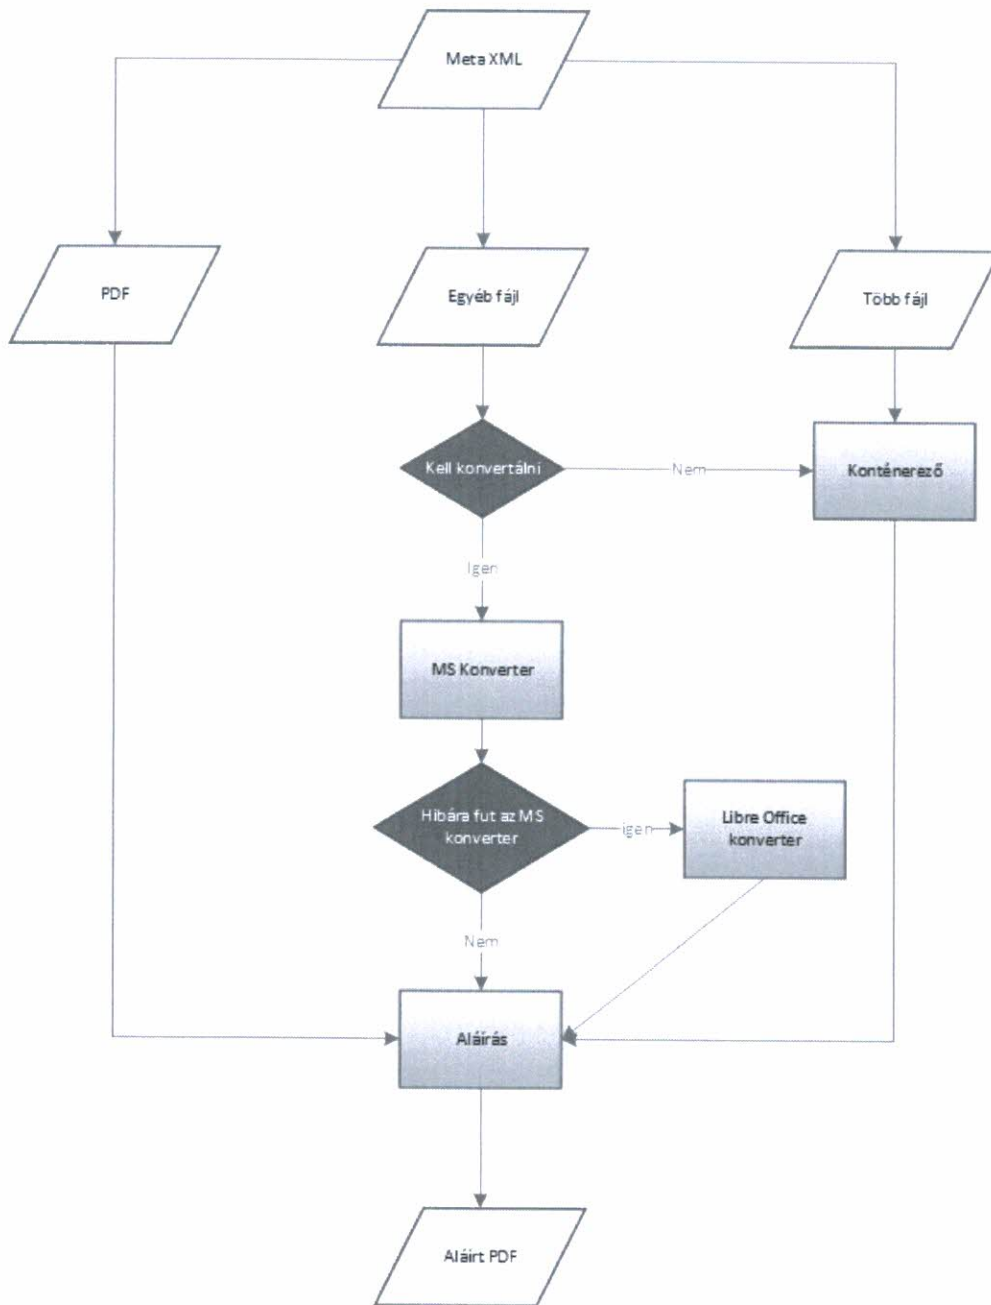 Meta XML
PDF
Egyéb fájl
Több fájl
Kell konvertálni
Nem
Konténerező
Igen
MS Konverter
Hibára fut az MS
konverter
igen
Libre Office
konverter
Nem
Aláírás
Aláírt PDF